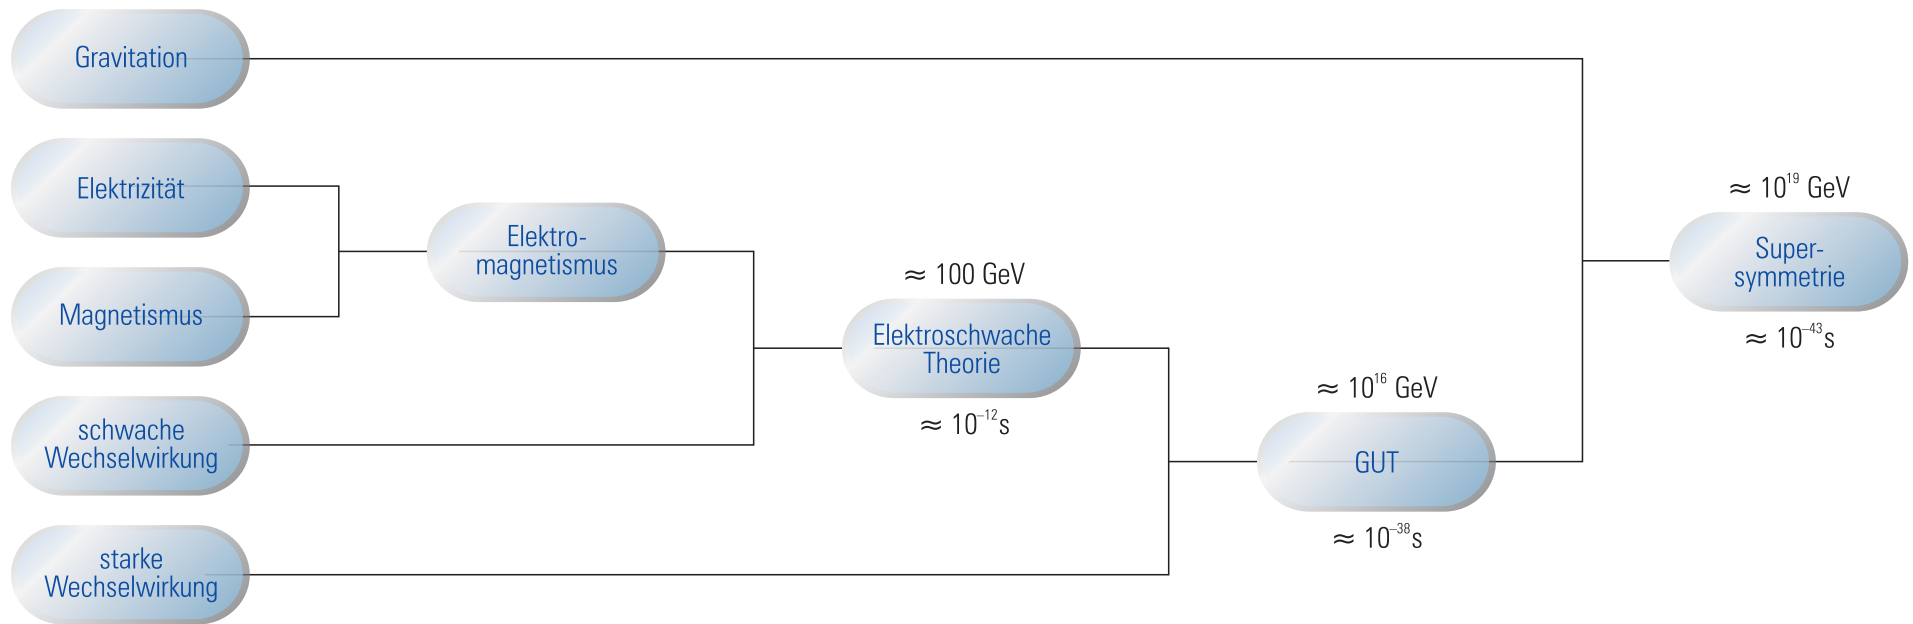 Gravitation
Elektrizität
Magnetismus
schwache
Wechselwirkung
starke
Wechselwirkung
Elektro-
magnetismus
≈ 100 GeV
Elektroschwache
Theorie
≈ 10⁻¹²s
≈ 10¹⁶ GeV
GUT
≈ 10⁻³⁸s
≈ 10¹⁹ GeV
Super-
symmetrie
≈ 10⁻⁴³s